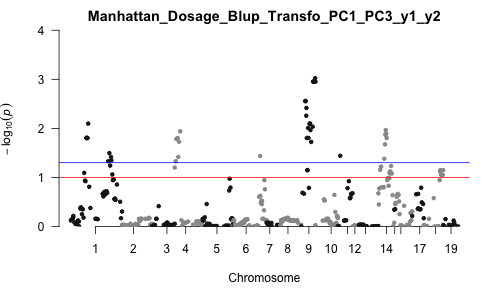 Manhattan_Dosage_Blup_Transfo_PC1_PC3_y1_y2
4
3
2
1
0
− log10(p)
1 2 3 4 5 6 7 8 9 10 12 14 17 19
Chromosome